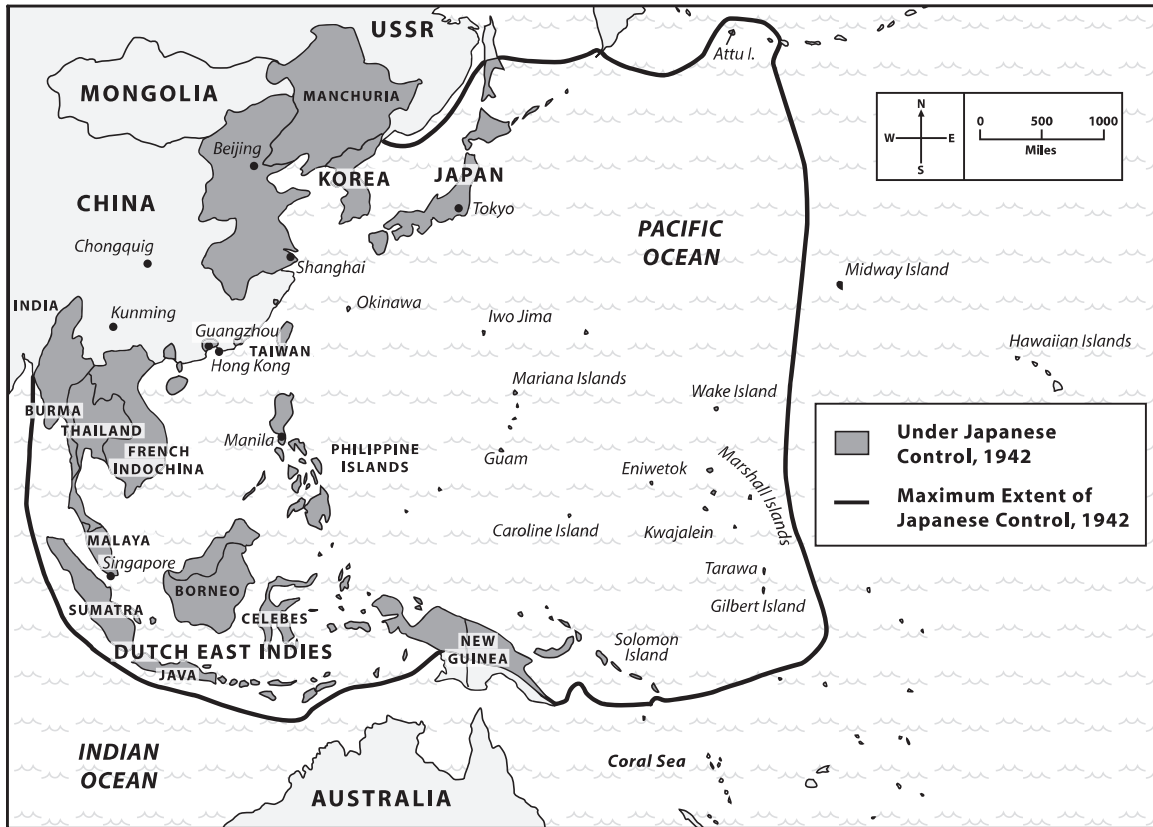 USSR
Attu I.
MONGOLIA
MANCHURIA
N
W
E
S
0
500
1000
Miles
Beijing
KOREA
JAPAN
Tokyo
CHINA
PACIFIC
OCEAN
Chongquig
Shanghai
Midway Island
INDIA
Okinawa
Kunming
Iwo Jima
Guangzhou
TAIWAN
Hong Kong
Hawaiian Islands
Mariana Islands
Wake Island
BURMA
THAILAND
FRENCH
INDOCHINA
Manila
PHILIPPINE
ISLANDS
Guam
Eniwetok
Marshall Islands
Under Japanese
Control, 1942
Maximum Extent of
Japanese Control, 1942
Caroline Island
Kwajalein
MALAYA
Singapore
BORNEO
Tarawa
SUMATRA
CELEBES
Gilbert Island
DUTCH EAST INDIES
NEW
GUINEA
Solomon
Island
JAVA
INDIAN
OCEAN
Coral Sea
AUSTRALIA